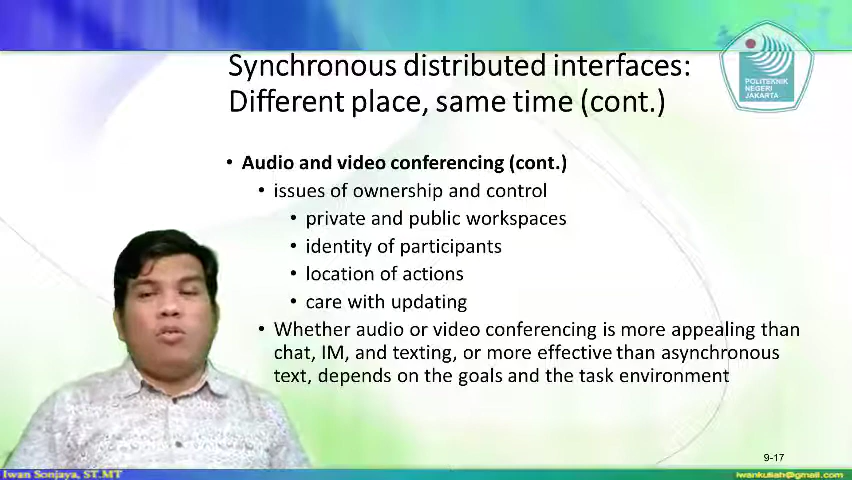 Synchronous distributed interfaces:
Different place, same time (cont.)
POLITEKNIK
NEGERI
JAKARTA
• Audio and video conferencing (cont.)
• issues of ownership and control
• private and public workspaces
• identity of participants
• location of actions
• care with updating
• Whether audio or video conferencing is more appealing than
chat, IM, and texting, or more effective than asynchronous
text, depends on the goals and the task environment
9-17
Iwan Sonjaya, ST.MT
iwankuliah@gmail.com